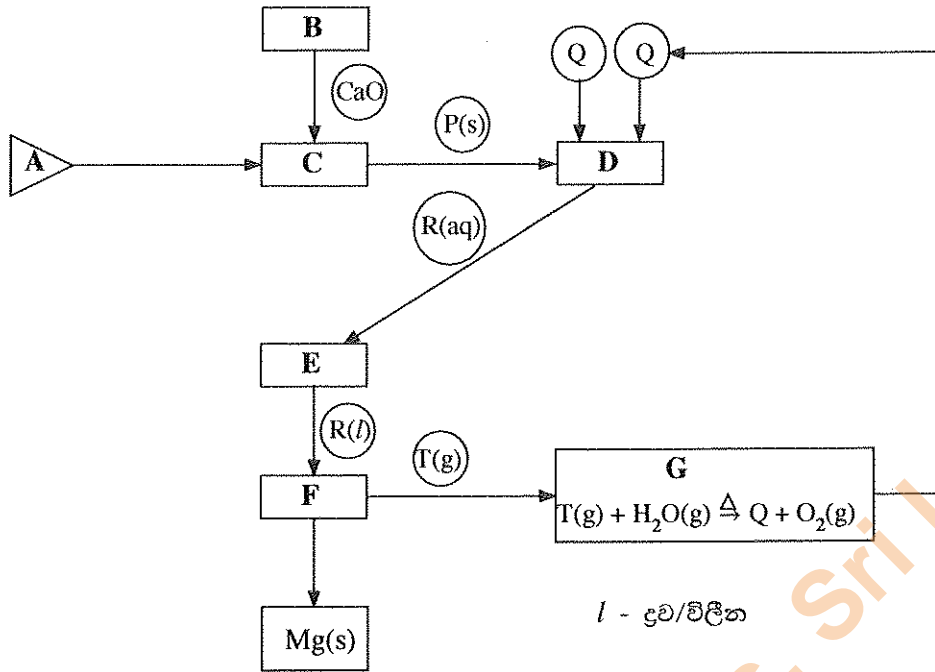 B
Q Q
CaO
P(s)
A
C
D
R(aq)
E
R(l)
T(g)
F
G
T(g) + H₂O(g) ≜ Q + O₂(g)
Mg(s)
l - ද්‍රව/විලීන